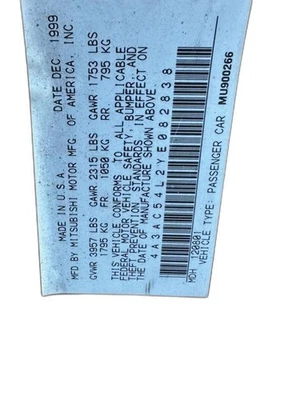 MADE IN U.S.A. DATE DEC. 1999
MFD BY MITSUBISHI MOTOR MFG. OF AMERICA, INC.
GVWR 3957 LBS GAWR 2315 LBS GAWR 1753 LBS
1795 KG FR 1050 KG RR 795 KG
THIS VEHICLE CONFORMS TO ALL APPLICABLE
FEDERAL MOTOR VEHICLE SAFETY, BUMPER, AND
THEFT PREVENTION STANDARDS IN EFFECT ON
THE DATE OF MANUFACTURE SHOWN ABOVE.
4A3AC54L2YE082838
MDH 120801
VEHICLE TYPE: PASSENGER CAR MU900266